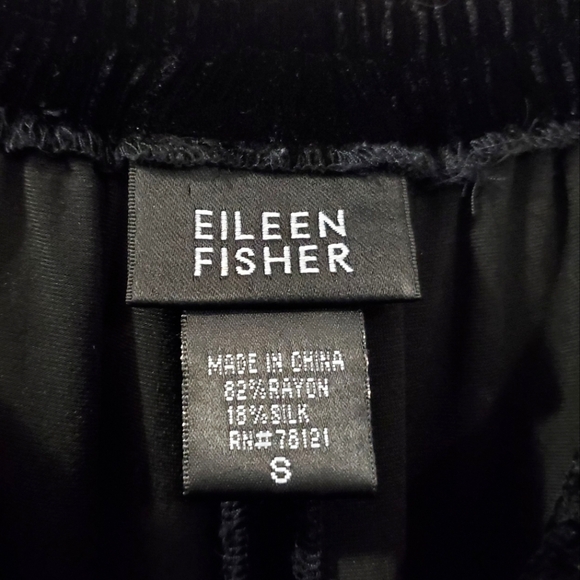 EILEEN
FISHER
MADE IN CHINA
82%RAYON
18%SILK
RN#78121
S